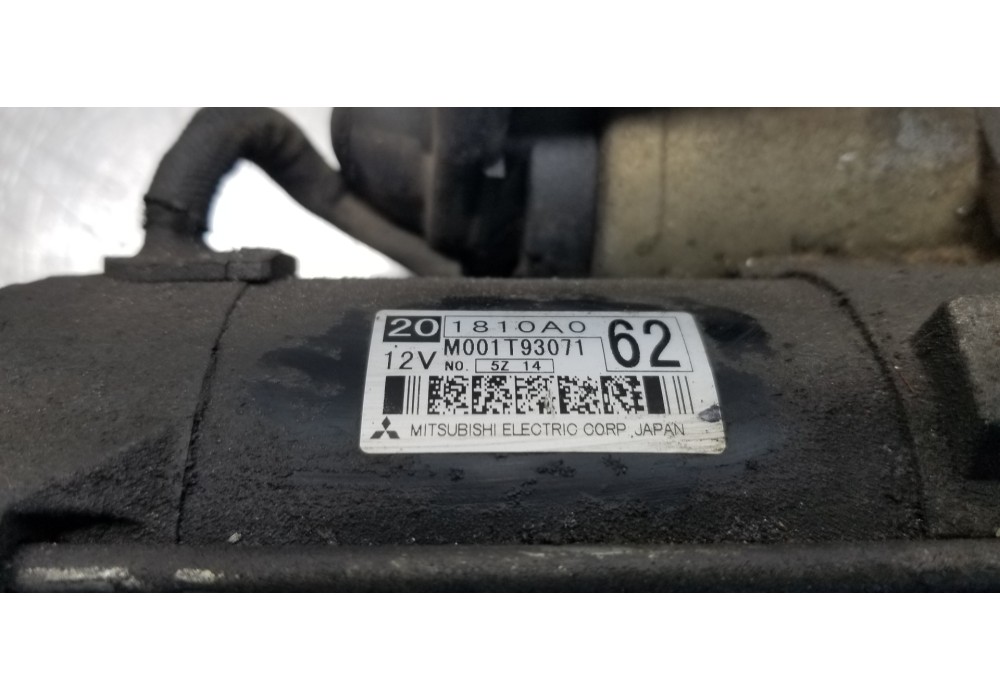 20 1810A0 62
12V M001T93071
NO. 5Z 14
MITSUBISHI ELECTRIC CORP. JAPAN